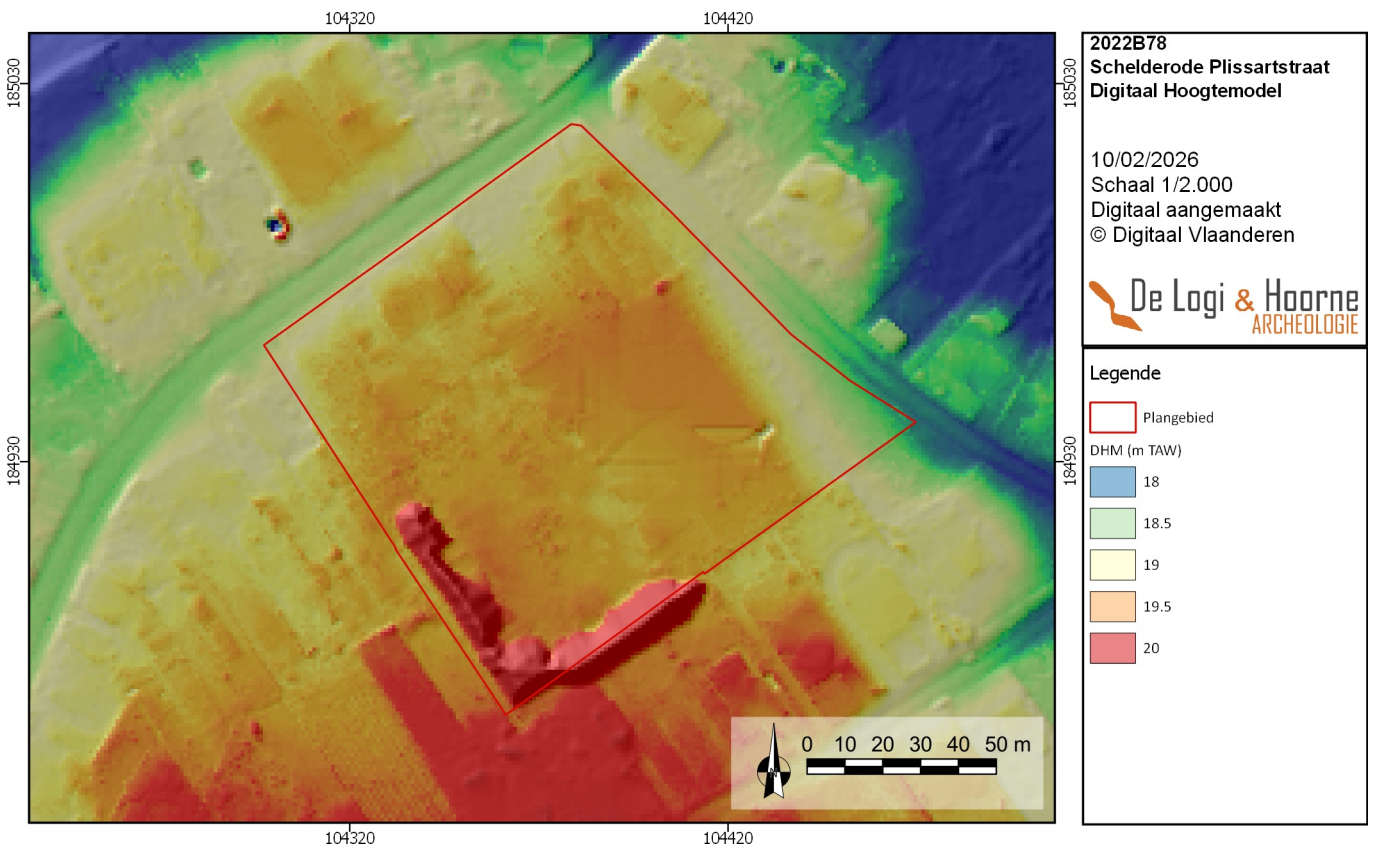 104320
104420
185030
185030
184930
184930
104320
104420
N
0 10 20 30 40 50 m
2022B78
Schelderode Plissartstraat
Digitaal Hoogtemodel
10/02/2026
Schaal 1/2.000
Digitaal aangemaakt
© Digitaal Vlaanderen
De Logi & Hoorne
ARCHEOLOGIE
Legende
Plangebied
DHM (m TAW)
18
18.5
19
19.5
20